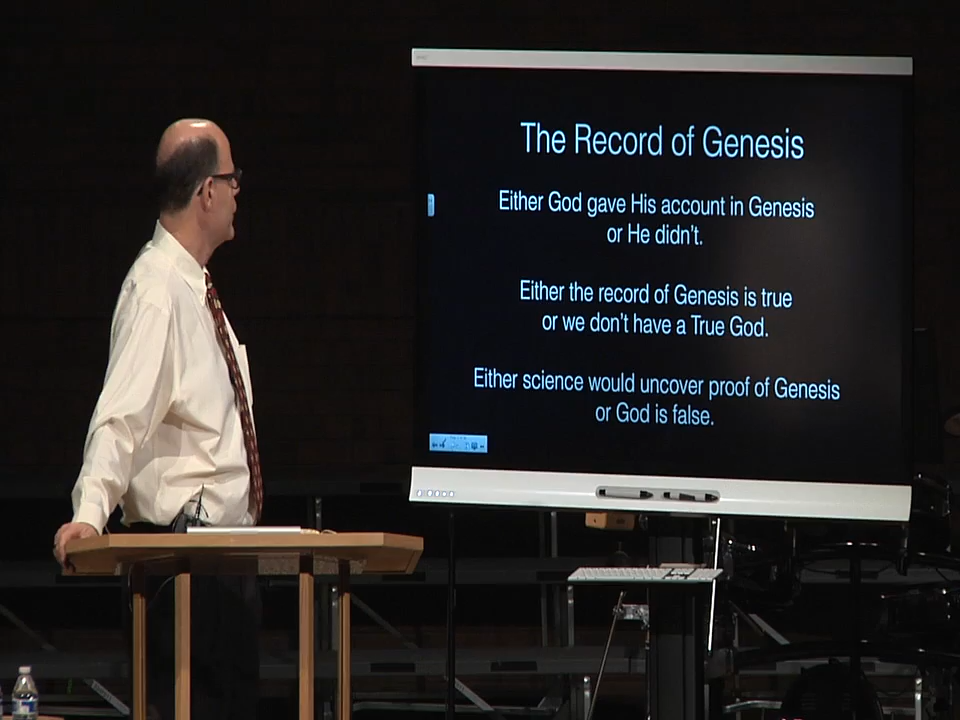 The Record of Genesis
Either God gave His account in Genesis
or He didn't.
Either the record of Genesis is true
or we don't have a True God.
Either science would uncover proof of Genesis
or God is false.